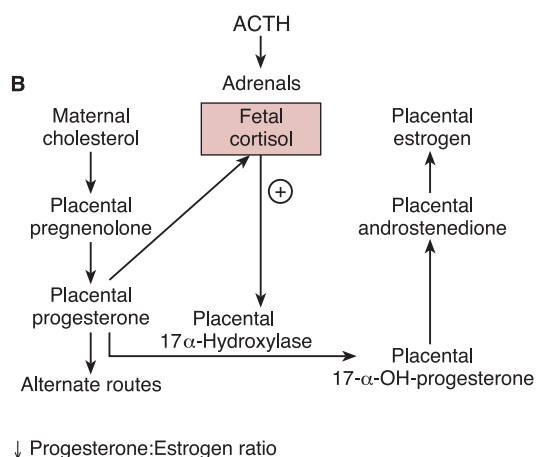 ACTH
Adrenals
B
Maternal
cholesterol
Fetal
cortisol
Placental
estrogen
+
Placental
pregnenolone
Placental
androstenedione
Placental
progesterone
Placental
17α-Hydroxylase
Placental
17-α-OH-progesterone
Alternate routes
↓ Progesterone:Estrogen ratio